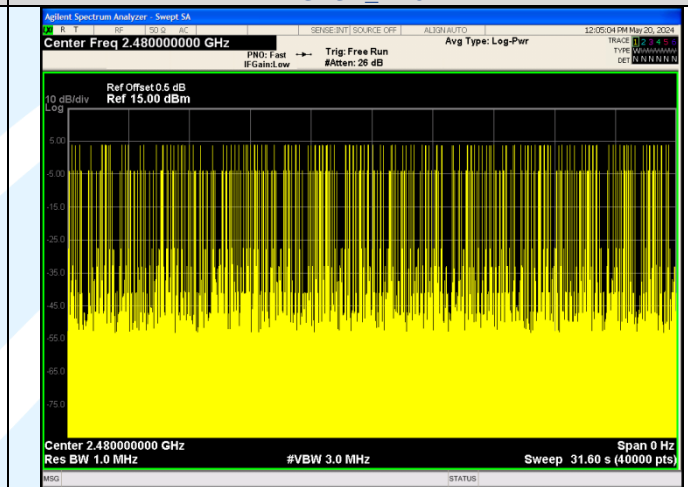 Agilent Spectrum Analyzer - Swept SA
R T RF 50 Ω AC SENSE:INT SOURCE OFF ALIGN AUTO 12:05:04 PM May 20, 2024
Center Freq 2.480000000 GHz
PNO: Fast
IFGain:Low
Trig: Free Run
#Atten: 26 dB
Avg Type: Log-Pwr
TRACE 1 2 3 4 5 6
TYPE
DET N N N N N N
Ref Offset 0.5 dB
10 dB/div Ref 15.00 dBm
Log
5.00
-5.00
-15.0
-25.0
-35.0
-45.0
-55.0
-65.0
-75.0
Center 2.480000000 GHz Span 0 Hz
Res BW 1.0 MHz #VBW 3.0 MHz Sweep 31.60 s (40000 pts)
MSG STATUS